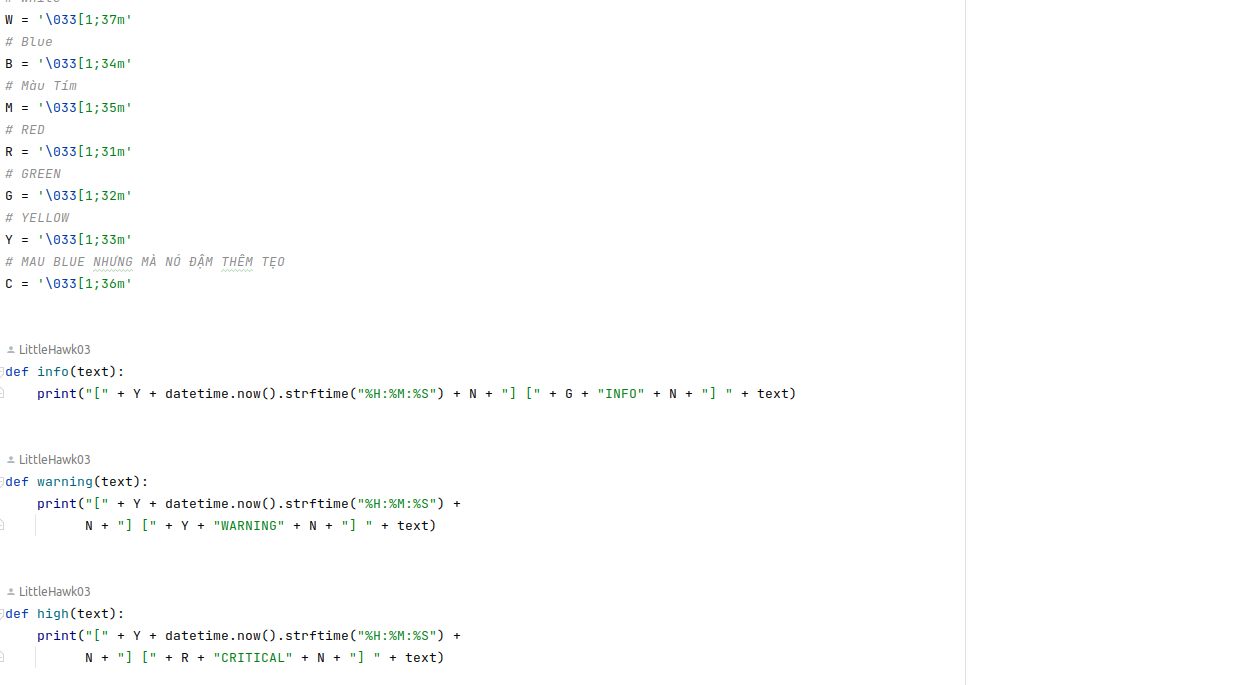 # White
W = '\033[1;37m'
# Blue
B = '\033[1;34m'
# Màu Tím
M = '\033[1;35m'
# RED
R = '\033[1;31m'
# GREEN
G = '\033[1;32m'
# YELLOW
Y = '\033[1;33m'
# MAU BLUE NHƯNG MÀ NÓ ĐẬM THÊM TẸO
C = '\033[1;36m'
LittleHawk03
def info(text):
    print("[" + Y + datetime.now().strftime("%H:%M:%S") + N + "] [" + G + "INFO" + N + "] " + text)
LittleHawk03
def warning(text):
    print("[" + Y + datetime.now().strftime("%H:%M:%S") +
          N + "] [" + Y + "WARNING" + N + "] " + text)
LittleHawk03
def high(text):
    print("[" + Y + datetime.now().strftime("%H:%M:%S") +
          N + "] [" + R + "CRITICAL" + N + "] " + text)